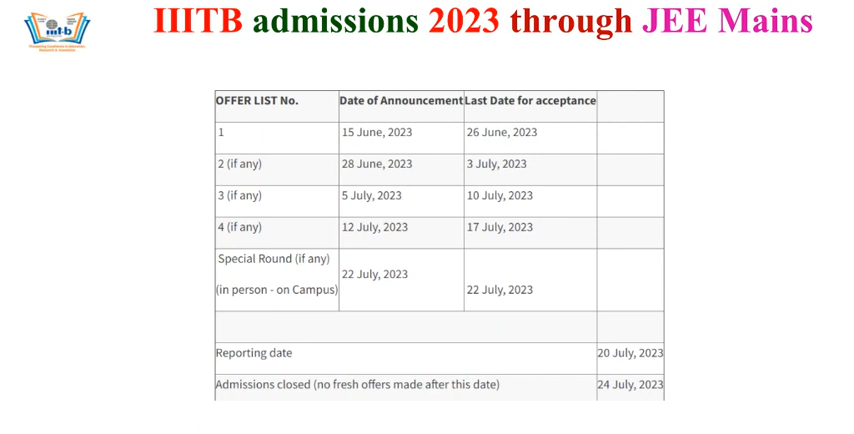 IIITB admissions 2023 through JEE Mains
iiit-b
OFFER LIST No. Date of Announcement Last Date for acceptance
1 15 June, 2023 26 June, 2023
2 (if any) 28 June, 2023 3 July, 2023
3 (if any) 5 July, 2023 10 July, 2023
4 (if any) 12 July, 2023 17 July, 2023
Special Round (if any)
22 July, 2023
(in person - on Campus) 22 July, 2023
Reporting date 20 July, 2023
Admissions closed (no fresh offers made after this date) 24 July, 2023